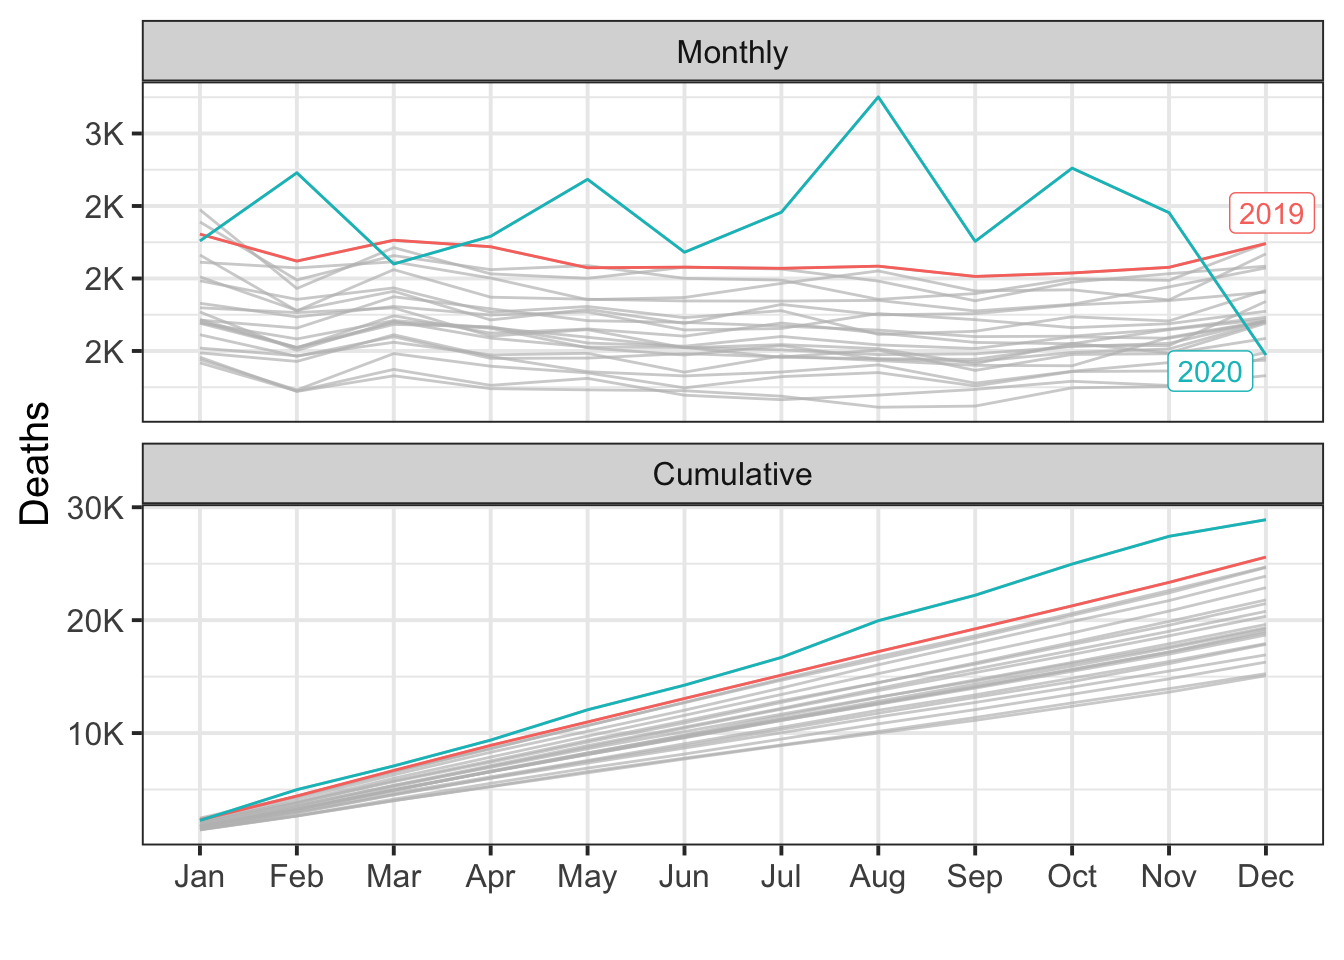 Monthly
3K
2K
2K
2K
2019
2020
Deaths
Cumulative
30K
20K
10K
Jan Feb Mar Apr May Jun Jul Aug Sep Oct Nov Dec